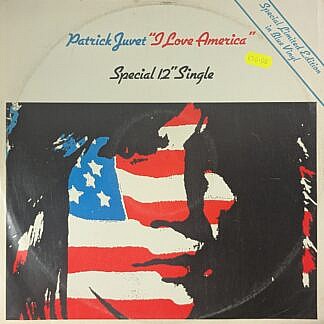 Patrick Juvet "I Love America"
Special 12" Single
Special Limited Edition
in Blue Vinyl